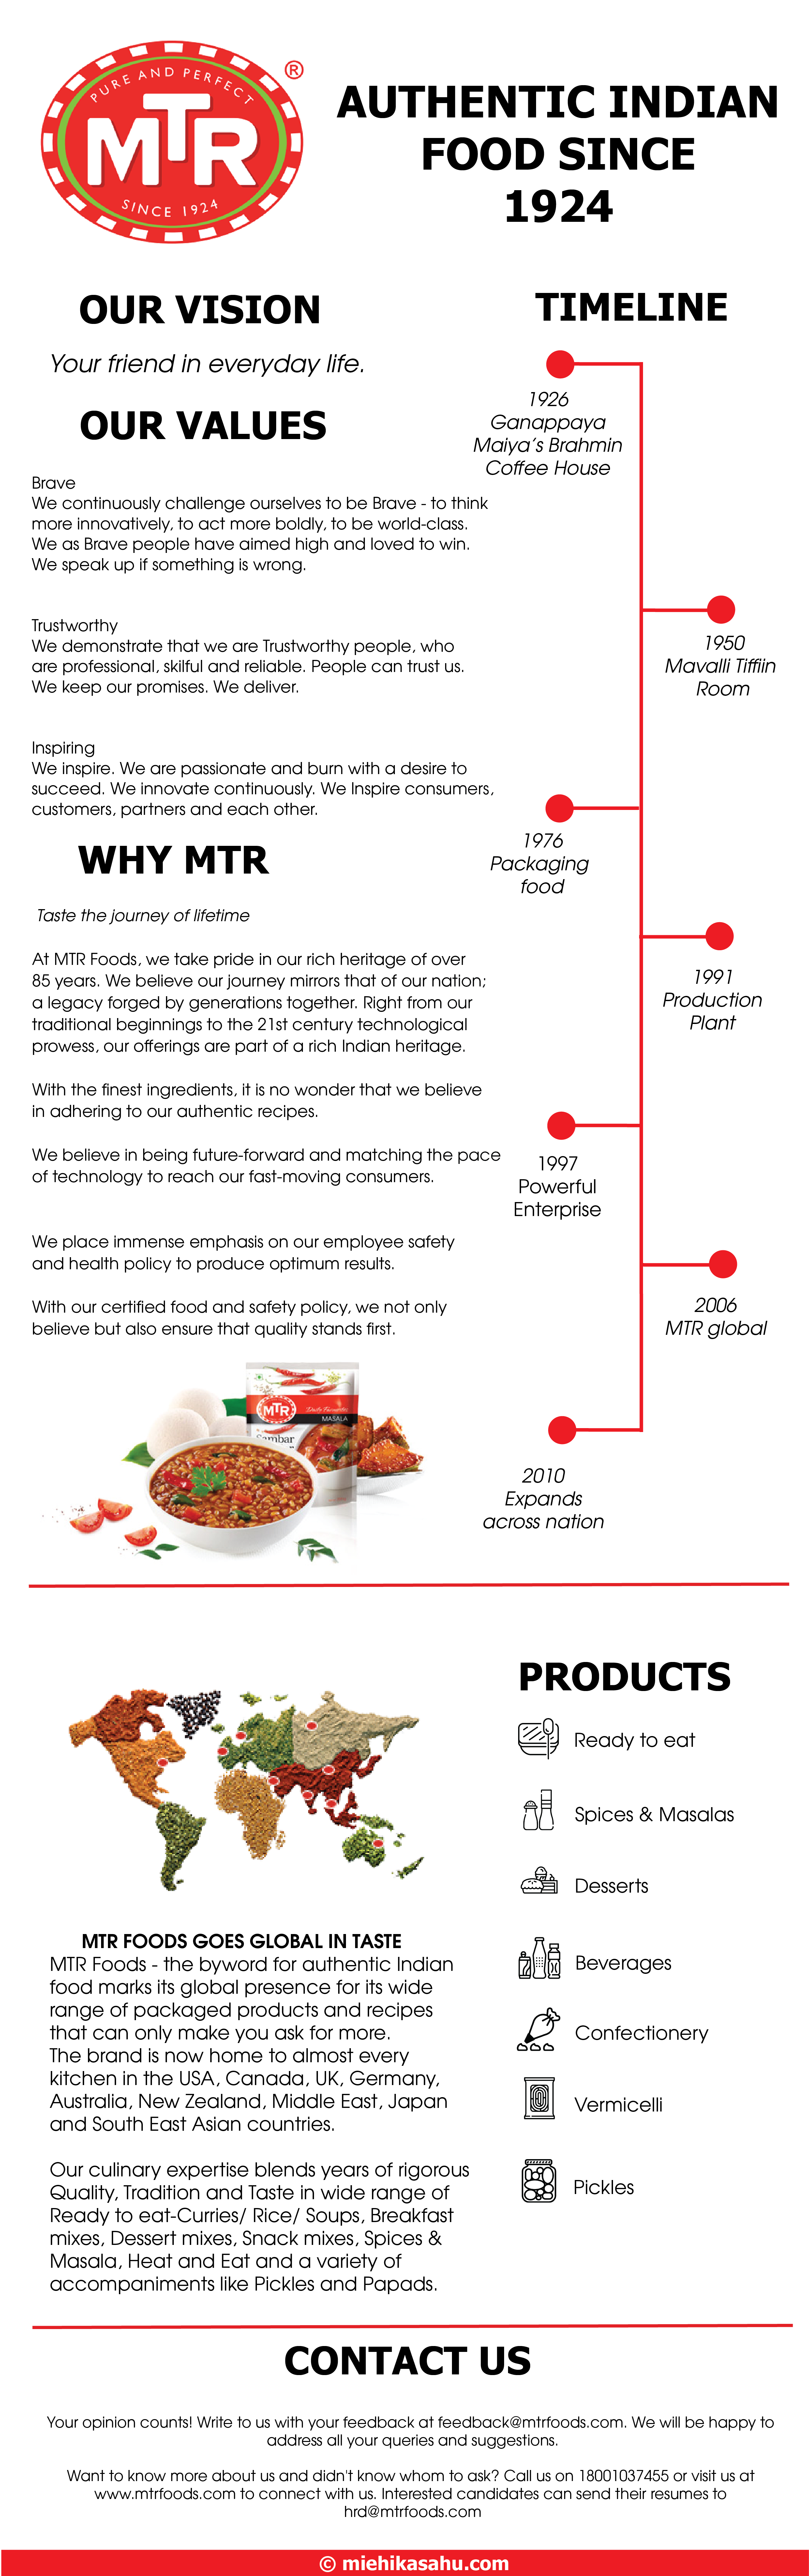 PURE AND PERFECT
MTR
SINCE 1924
®
AUTHENTIC INDIAN
FOOD SINCE
1924
OUR VISION
Your friend in everyday life.
OUR VALUES
Brave
We continuously challenge ourselves to be Brave - to think
more innovatively, to act more boldly, to be world-class.
We as Brave people have aimed high and loved to win.
We speak up if something is wrong.
Trustworthy
We demonstrate that we are Trustworthy people, who
are professional, skilful and reliable. People can trust us.
We keep our promises. We deliver.
Inspiring
We inspire. We are passionate and burn with a desire to
succeed. We innovate continuously. We Inspire consumers,
customers, partners and each other.
WHY MTR
Taste the journey of lifetime
At MTR Foods, we take pride in our rich heritage of over
85 years. We believe our journey mirrors that of our nation;
a legacy forged by generations together. Right from our
traditional beginnings to the 21st century technological
prowess, our offerings are part of a rich Indian heritage.
With the finest ingredients, it is no wonder that we believe
in adhering to our authentic recipes.
We believe in being future-forward and matching the pace
of technology to reach our fast-moving consumers.
We place immense emphasis on our employee safety
and health policy to produce optimum results.
With our certified food and safety policy, we not only
believe but also ensure that quality stands first.
MTR
MASALA
Sambar
TIMELINE
1926
Ganappaya
Maiya's Brahmin
Coffee House
1950
Mavalli Tiffiin
Room
1976
Packaging
food
1991
Production
Plant
1997
Powerful
Enterprise
2006
MTR global
2010
Expands
across nation
MTR FOODS GOES GLOBAL IN TASTE
MTR Foods - the byword for authentic Indian
food marks its global presence for its wide
range of packaged products and recipes
that can only make you ask for more.
The brand is now home to almost every
kitchen in the USA, Canada, UK, Germany,
Australia, New Zealand, Middle East, Japan
and South East Asian countries.
Our culinary expertise blends years of rigorous
Quality, Tradition and Taste in wide range of
Ready to eat-Curries/ Rice/ Soups, Breakfast
mixes, Dessert mixes, Snack mixes, Spices &
Masala, Heat and Eat and a variety of
accompaniments like Pickles and Papads.
PRODUCTS
Ready to eat
Spices & Masalas
Desserts
Beverages
Confectionery
Vermicelli
Pickles
CONTACT US
Your opinion counts! Write to us with your feedback at feedback@mtrfoods.com. We will be happy to
address all your queries and suggestions.
Want to know more about us and didn't know whom to ask? Call us on 18001037455 or visit us at
www.mtrfoods.com to connect with us. Interested candidates can send their resumes to
hrd@mtrfoods.com
© miehikasahu.com